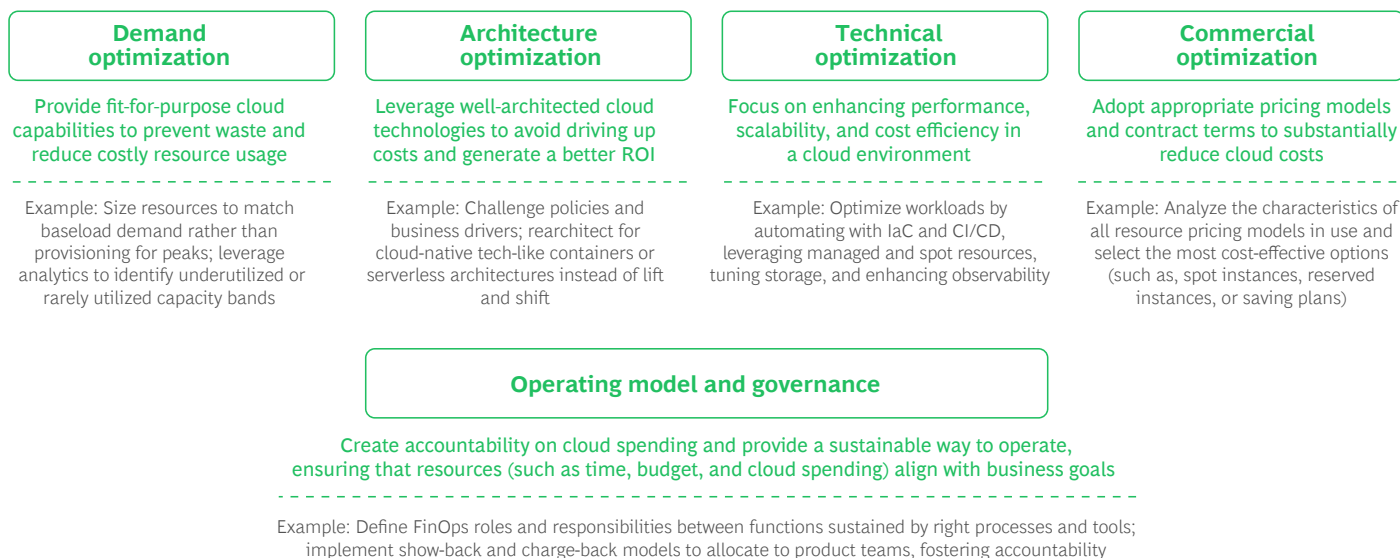 Demand
optimization
Provide fit-for-purpose cloud
capabilities to prevent waste and
reduce costly resource usage
Example: Size resources to match
baseload demand rather than
provisioning for peaks; leverage
analytics to identify underutilized or
rarely utilized capacity bands
Architecture
optimization
Leverage well-architected cloud
technologies to avoid driving up
costs and generate a better ROI
Example: Challenge policies and
business drivers; rearchitect for
cloud-native tech-like containers or
serverless architectures instead of lift
and shift
Technical
optimization
Focus on enhancing performance,
scalability, and cost efficiency in
a cloud environment
Example: Optimize workloads by
automating with IaC and CI/CD,
leveraging managed and spot resources,
tuning storage, and enhancing observability
Commercial
optimization
Adopt appropriate pricing models
and contract terms to substantially
reduce cloud costs
Example: Analyze the characteristics of
all resource pricing models in use and
select the most cost-effective options
(such as, spot instances, reserved
instances, or saving plans)
Operating model and governance
Create accountability on cloud spending and provide a sustainable way to operate,
ensuring that resources (such as time, budget, and cloud spending) align with business goals
Example: Define FinOps roles and responsibilities between functions sustained by right processes and tools;
implement show-back and charge-back models to allocate to product teams, fostering accountability